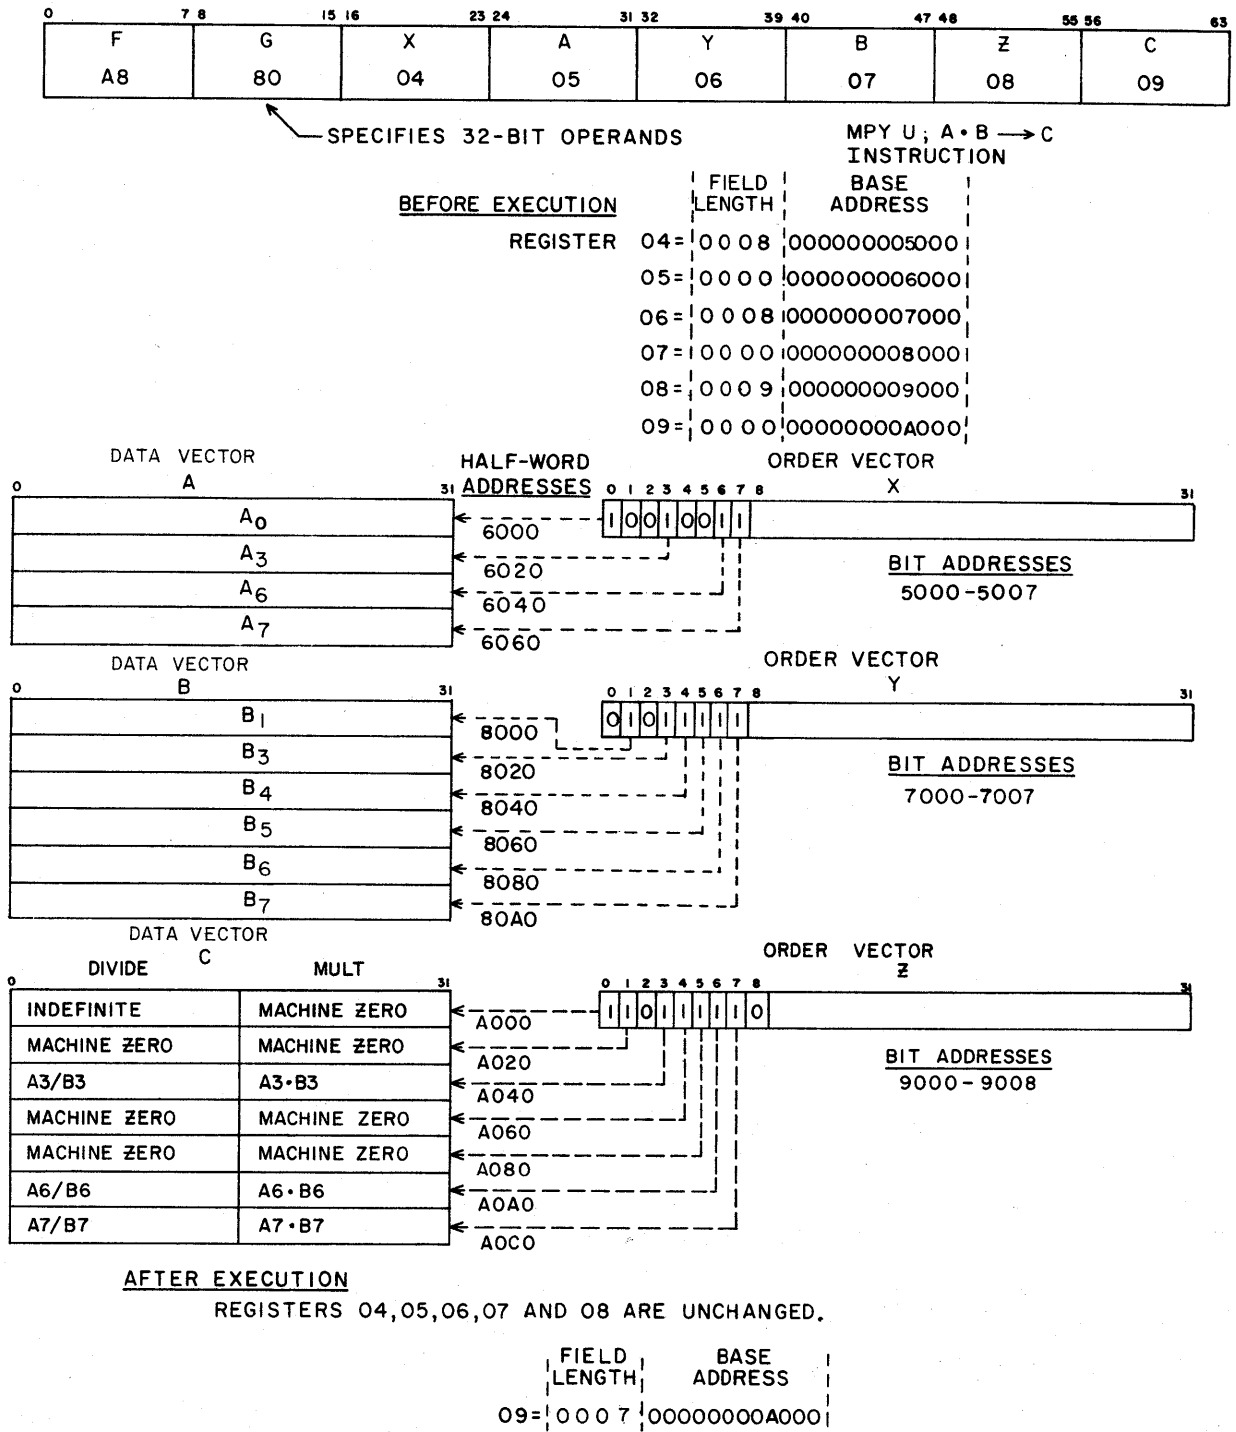 0 7 8 15 16 23 24 31 32 39 40 47 48 55 56 63
F G X A Y B Z C
A8 80 04 05 06 07 08 09
SPECIFIES 32-BIT OPERANDS
MPY U; A • B → C
INSTRUCTION
FIELD LENGTH BASE ADDRESS
BEFORE EXECUTION
REGISTER 04= 0008 000000005000
05= 0000 000000006000
06= 0008 000000007000
07= 0000 000000008000
08= 0009 000000009000
09= 0000 00000000A000
DATA VECTOR
A
0 31
HALF-WORD
ADDRESSES
ORDER VECTOR
X
0 1 2 3 4 5 6 7 8 31
A0 6000 1 0 0 1 0 0 1 1
A3 6020
A6 6040
A7 6060
BIT ADDRESSES
5000-5007
DATA VECTOR
B
0 31
ORDER VECTOR
Y
0 1 2 3 4 5 6 7 8 31
B1 8000 0 1 0 1 1 1 1 1
B3 8020
B4 8040
B5 8060
B6 8080
B7 80A0
BIT ADDRESSES
7000-7007
DATA VECTOR
C
DIVIDE MULT
0 31
ORDER VECTOR
Z
0 1 2 3 4 5 6 7 8 31
INDEFINITE MACHINE ZERO A000 1 1 0 1 1 1 1 1 0
MACHINE ZERO MACHINE ZERO A020
A3/B3 A3•B3 A040
MACHINE ZERO MACHINE ZERO A060
MACHINE ZERO MACHINE ZERO A080
A6/B6 A6•B6 A0A0
A7/B7 A7•B7 A0C0
BIT ADDRESSES
9000-9008
AFTER EXECUTION
REGISTERS 04,05,06,07 AND 08 ARE UNCHANGED.
FIELD LENGTH BASE ADDRESS
09= 0007 00000000A000